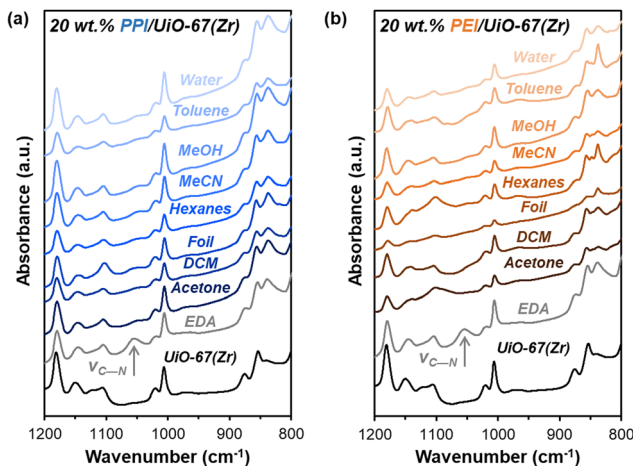 (a)
20 wt.% PPI/UiO-67(Zr)
Water
Toluene
MeOH
MeCN
Hexanes
Foil
DCM
Acetone
EDA
νC—N
UiO-67(Zr)
1200 1100 1000 900 800
Wavenumber (cm-1)
Absorbance (a.u.)
(b)
20 wt.% PEI/UiO-67(Zr)
Water
Toluene
MeOH
MeCN
Hexanes
Foil
DCM
Acetone
EDA
νC—N
UiO-67(Zr)
1200 1100 1000 900 800
Wavenumber (cm-1)
Absorbance (a.u.)